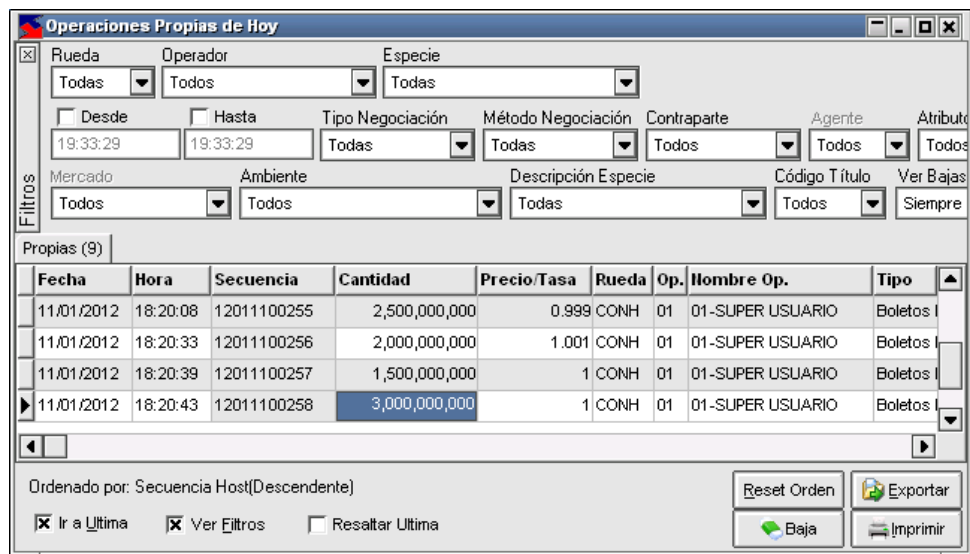 Operaciones Propias de Hoy
Rueda Operador Especie
Todas Todos Todas
Desde Hasta Tipo Negociación Método Negociación Contraparte Agente Atributo
19:33:29 19:33:29 Todas Todas Todos Todos Todos
Mercado Ambiente Descripción Especie Código Título Ver Bajas
Todos Todos Todas Todos Siempre
Filtros
Propias (9)
Fecha Hora Secuencia Cantidad Precio/Tasa Rueda Op. Nombre Op. Tipo
11/01/2012 18:20:08 12011100255 2,500,000,000 0.999 CONH 01 01-SUPER USUARIO Boletos
11/01/2012 18:20:33 12011100256 2,000,000,000 1.001 CONH 01 01-SUPER USUARIO Boletos
11/01/2012 18:20:39 12011100257 1,500,000,000 1 CONH 01 01-SUPER USUARIO Boletos
11/01/2012 18:20:43 12011100258 3,000,000,000 1 CONH 01 01-SUPER USUARIO Boletos
Ordenado por: Secuencia Host(Descendente)
Reset Orden Exportar
Ir a Ultima Ver Filtros Resaltar Ultima
Baja Imprimir